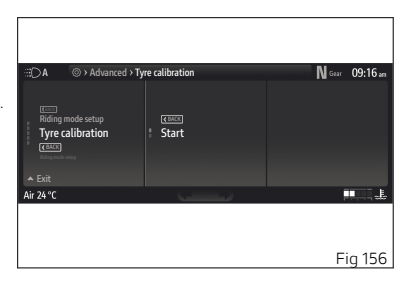 A Advanced › Tyre calibration N Gear 09:16 am
BACK
Riding mode setup
Tyre calibration
BACK
Riding mode setup
Exit
BACK
Start
Air 24 °C
Fig 156